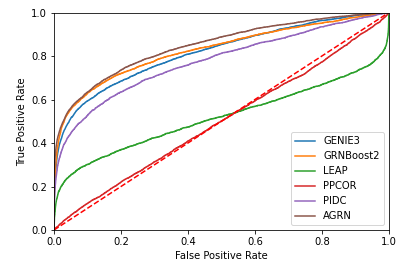 1.0
0.8
0.6
0.4
0.2
0.0
True Positive Rate
GENIE3
GRNBoost2
LEAP
PPCOR
PIDC
AGRN
0.0 0.2 0.4 0.6 0.8 1.0
False Positive Rate